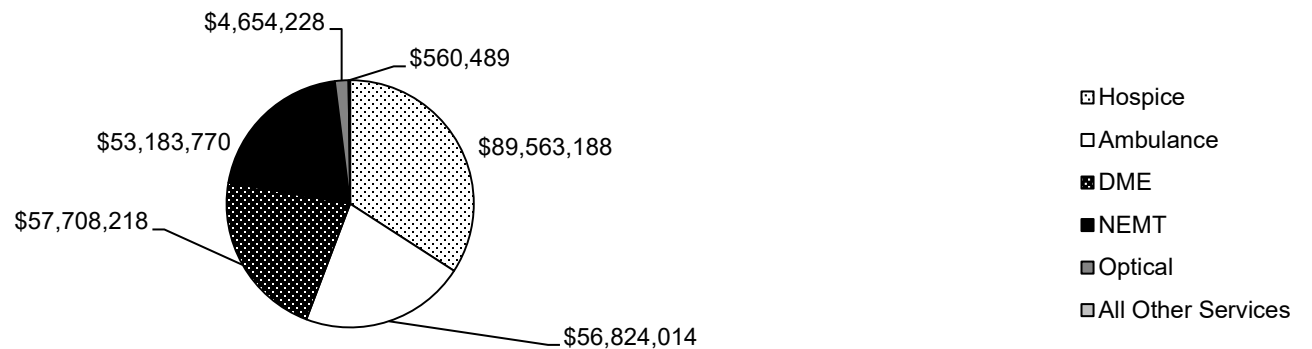 $4,654,228
$560,489
$53,183,770
$89,563,188
$57,708,218
$56,824,014
Hospice
Ambulance
DME
NEMT
Optical
All Other Services